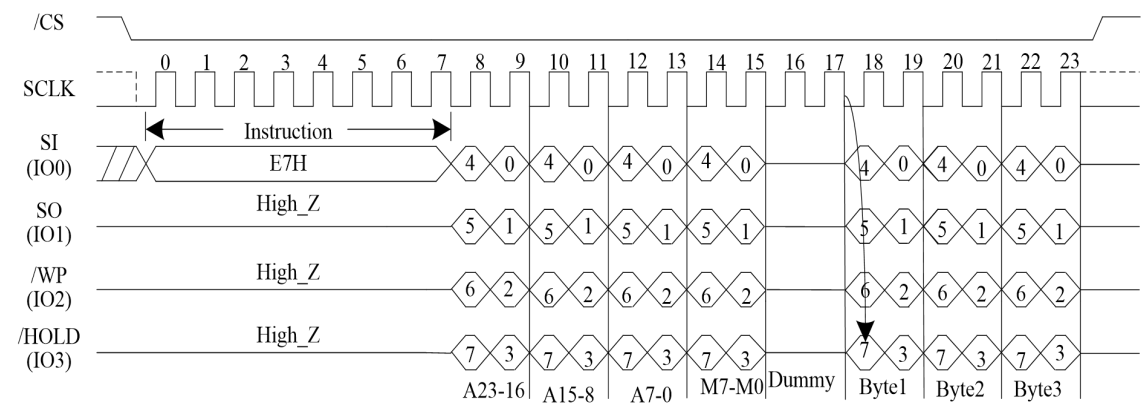 /CS
0 1 2 3 4 5 6 7 8 9 10 11 12 13 14 15 16 17 18 19 20 21 22 23
SCLK
Instruction
SI
(IO0)
E7H
4 0 4 0 4 0 4 0 4 0 4 0 4 0
High_Z
SO
(IO1)
5 1 5 1 5 1 5 1 5 1 5 1 5 1
High_Z
/WP
(IO2)
6 2 6 2 6 2 6 2 6 2 6 2 6 2
High_Z
/HOLD
(IO3)
7 3 7 3 7 3 7 3 7 3 7 3 7 3
A23-16 A15-8 A7-0 M7-M0 Dummy Byte1 Byte2 Byte3